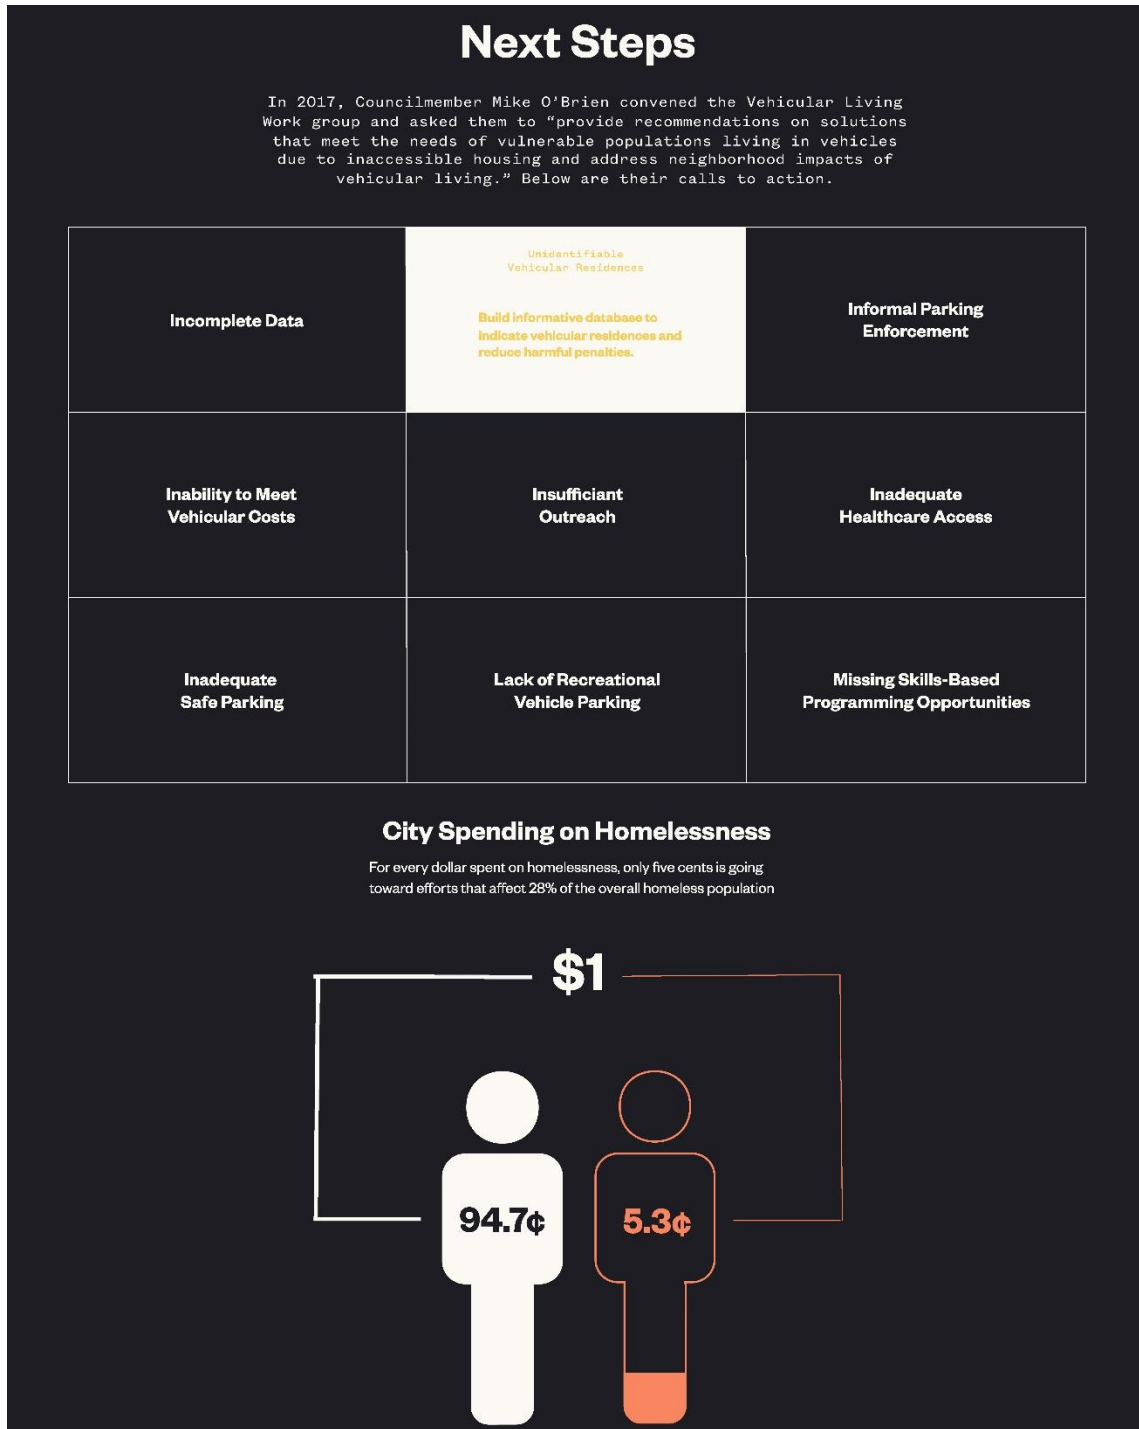 Next Steps
In 2017, Councilmember Mike O'Brien convened the Vehicular Living
Work group and asked them to “provide recommendations on solutions
that meet the needs of vulnerable populations living in vehicles
due to inaccessible housing and address neighborhood impacts of
vehicular living.” Below are their calls to action.
Incomplete Data
Unidentifiable
Vehicular Residences
Build informative database to
indicate vehicular residences and
reduce harmful penalties.
Informal Parking
Enforcement
Inability to Meet
Vehicular Costs
Insufficiant
Outreach
Inadequate
Healthcare Access
Inadequate
Safe Parking
Lack of Recreational
Vehicle Parking
Missing Skills-Based
Programming Opportunities
City Spending on Homelessness
For every dollar spent on homelessness, only five cents is going
toward efforts that affect 28% of the overall homeless population
$1
94.7¢
5.3¢